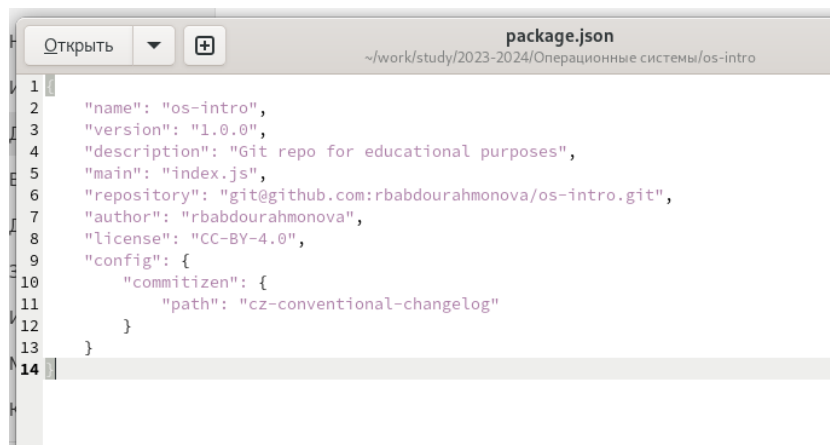 Открыть
package.json
~/work/study/2023-2024/Операционные системы/os-intro
1 {
2     "name": "os-intro",
3     "version": "1.0.0",
4     "description": "Git repo for educational purposes",
5     "main": "index.js",
6     "repository": "git@github.com:rbabdourahmonova/os-intro.git",
7     "author": "rbabdourahmonova",
8     "license": "CC-BY-4.0",
9     "config": {
10         "commitizen": {
11             "path": "cz-conventional-changelog"
12         }
13     }
14 }